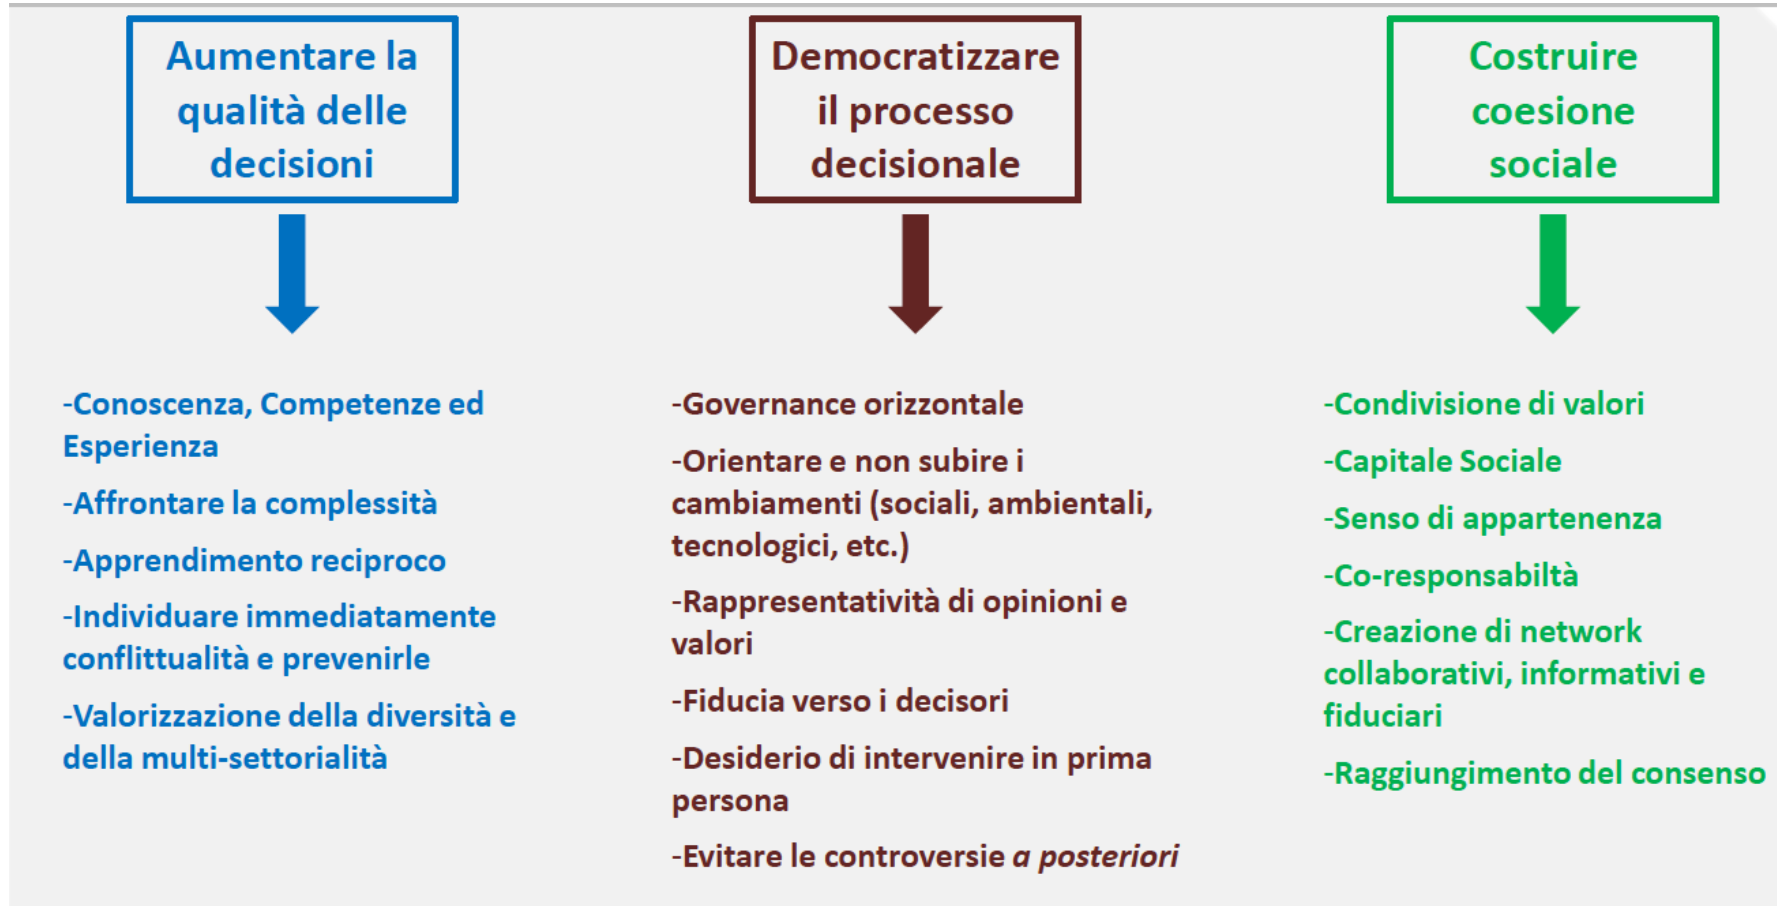 Aumentare la
qualità delle
decisioni
-Conoscenza, Competenze ed
Esperienza
-Affrontare la complessità
-Apprendimento reciproco
-Individuare immediatamente
conflittualità e prevenirle
-Valorizzazione della diversità e
della multi-settorialità
Democratizzare
il processo
decisionale
-Governance orizzontale
-Orientare e non subire i
cambiamenti (sociali, ambientali,
tecnologici, etc.)
-Rappresentatività di opinioni e
valori
-Fiducia verso i decisori
-Desiderio di intervenire in prima
persona
-Evitare le controversie a posteriori
Costruire
coesione
sociale
-Condivisione di valori
-Capitale Sociale
-Senso di appartenenza
-Co-responsabiltà
-Creazione di network
collaborativi, informativi e
fiduciari
-Raggiungimento del consenso